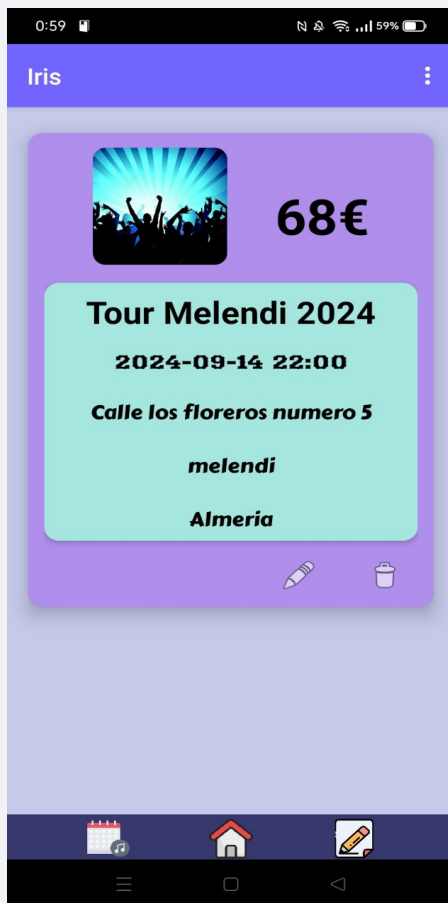 0:59
59%
Iris
68€
Tour Melendi 2024
2024-09-14 22:00
Calle los floreros numero 5
melendi
Almeria